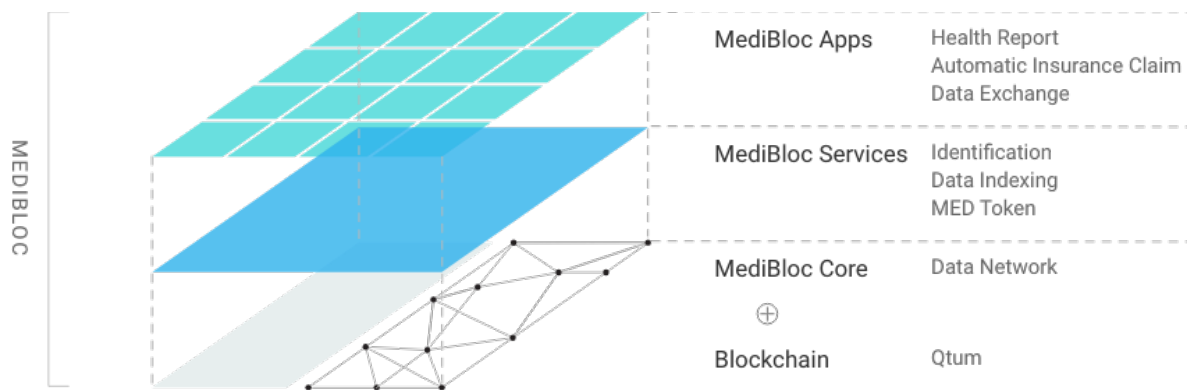 MEDIBLOC
MediBloc Apps
Health Report
Automatic Insurance Claim
Data Exchange
MediBloc Services
Identification
Data Indexing
MED Token
MediBloc Core
Data Network
Blockchain
Qtum